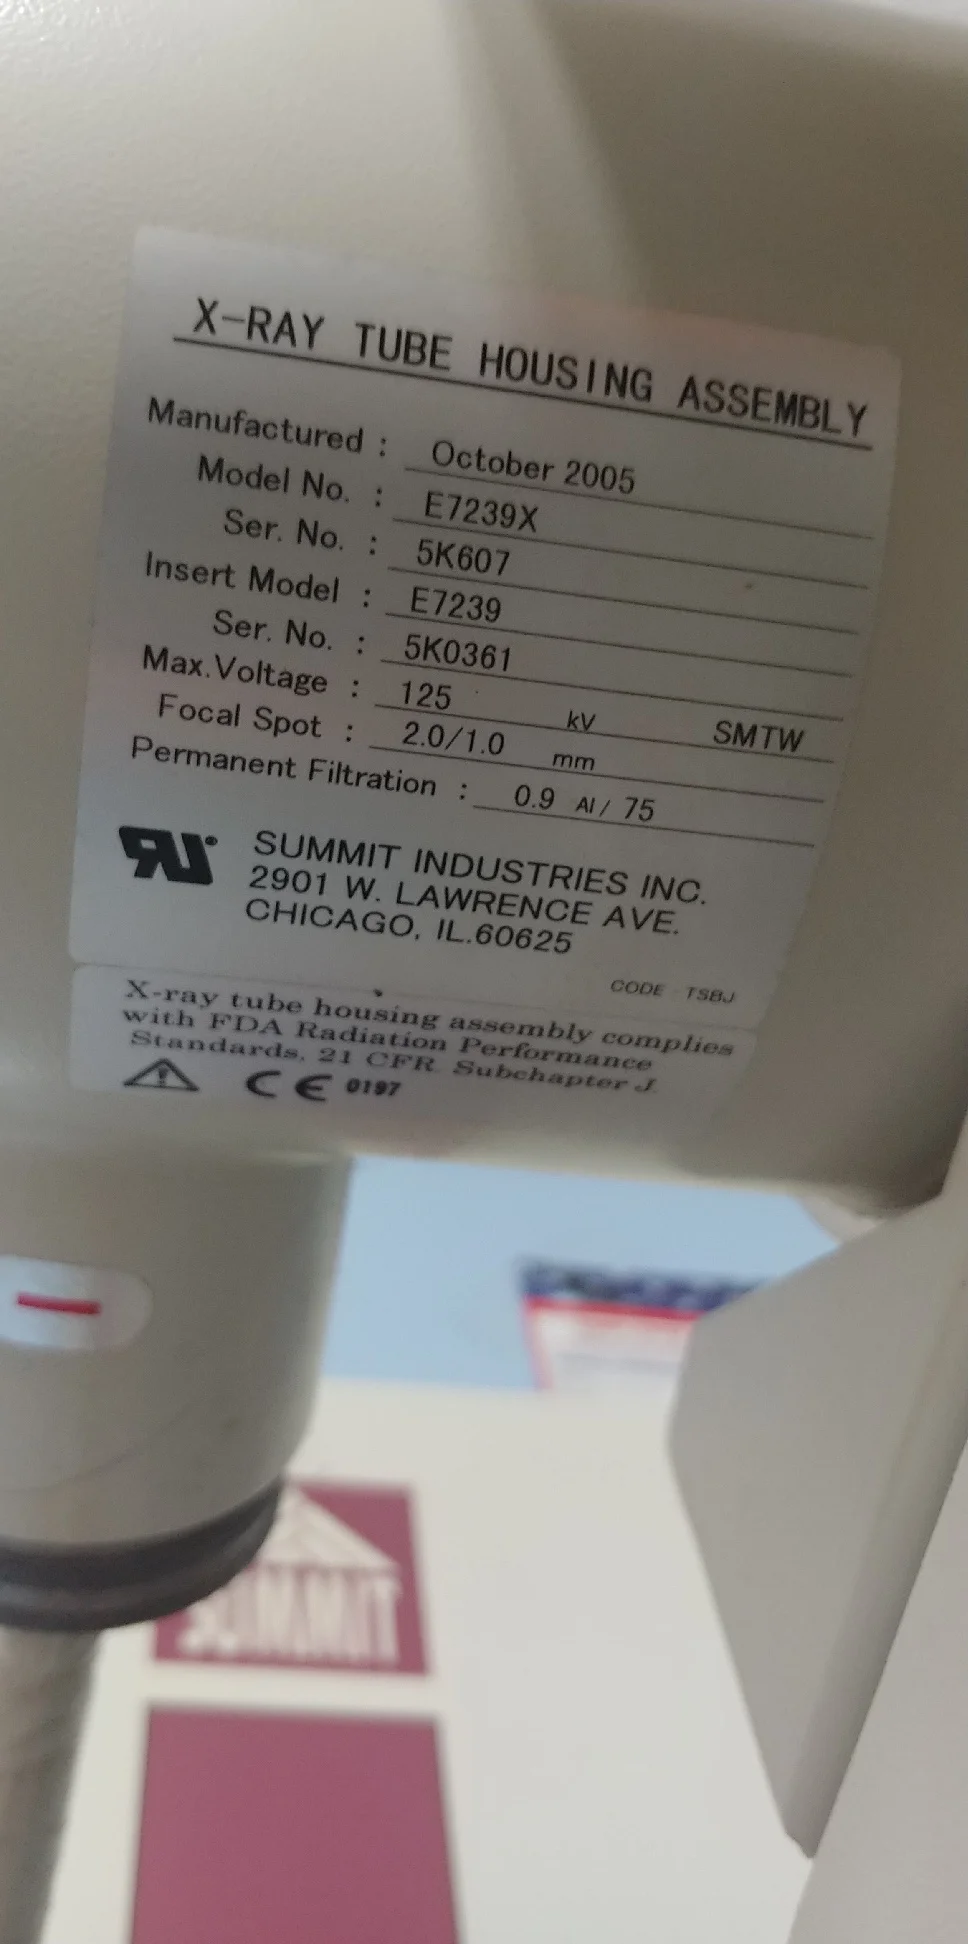 X-RAY TUBE HOUSING ASSEMBLY
Manufactured : October 2005
Model No. : E7239X
Ser. No. : 5K607
Insert Model : E7239
Ser. No. : 5K0361
Max.Voltage : 125 kV SMTW
Focal Spot : 2.0/1.0 mm
Permanent Filtration : 0.9 Al/ 75
SUMMIT INDUSTRIES INC.
2901 W. LAWRENCE AVE.
CHICAGO, IL.60625
CODE TSBJ
X-ray tube housing assembly complies
with FDA Radiation Performance
Standards, 21 CFR Subchapter J
CE 0197
SUMMIT